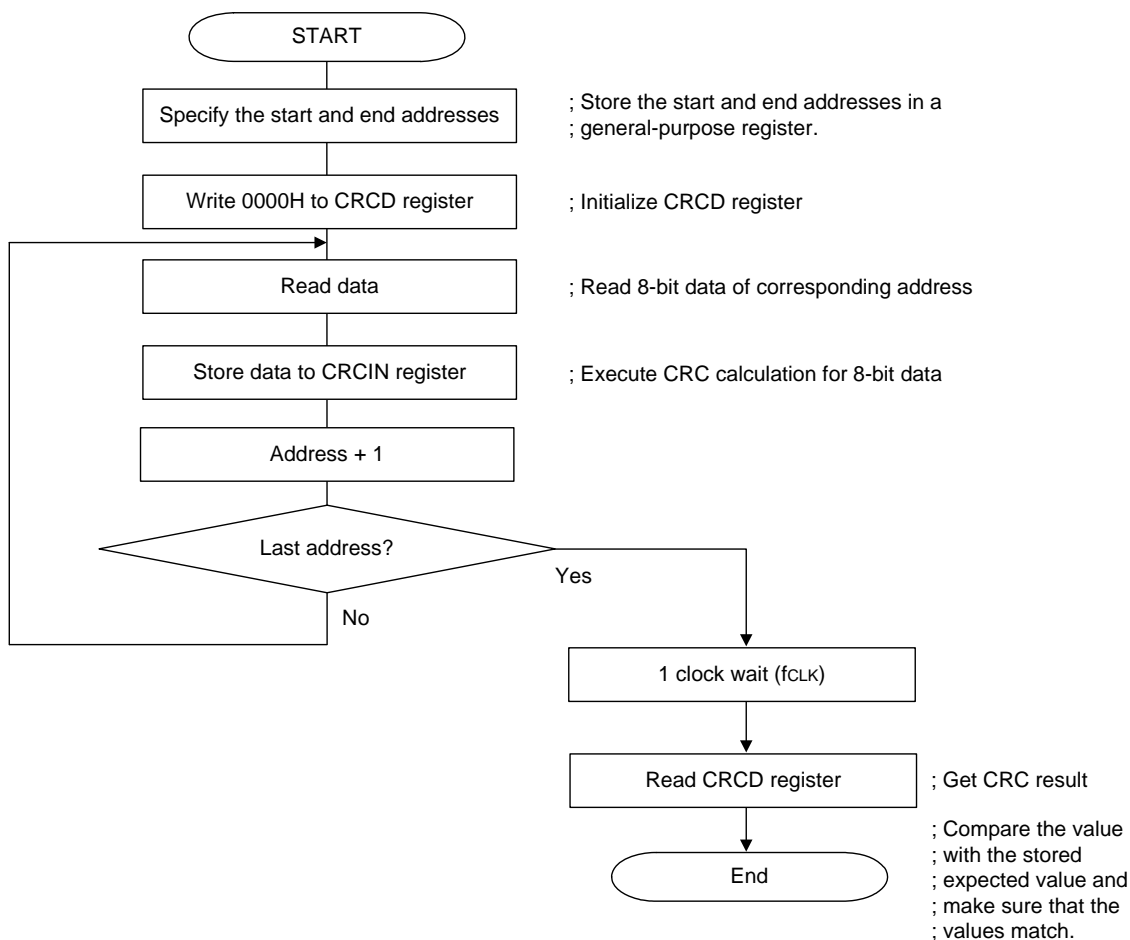 START
Specify the start and end addresses
; Store the start and end addresses in a
; general-purpose register.
Write 0000H to CRCD register
; Initialize CRCD register
Read data
; Read 8-bit data of corresponding address
Store data to CRCIN register
; Execute CRC calculation for 8-bit data
Address + 1
Last address?
Yes
No
1 clock wait (fCLK)
Read CRCD register
; Get CRC result
; Compare the value
; with the stored
; expected value and
; make sure that the
; values match.
End